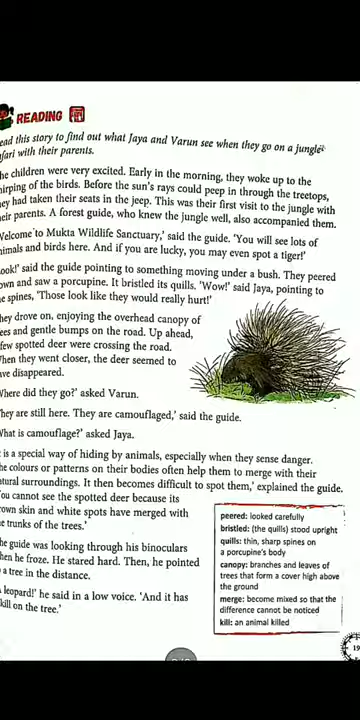 READING
ead this story to find out what Jaya and Varun see when they go on a jungle
afari with their parents.
he children were very excited. Early in the morning, they woke up to the
irping of the birds. Before the sun's rays could peep in through the treetops,
ey had taken their seats in the jeep. This was their first visit to the jungle with
eir parents. A forest guide, who knew the jungle well, also accompanied them.
Welcome to Mukta Wildlife Sanctuary,' said the guide. 'You will see lots of
nimals and birds here. And if you are lucky, you may even spot a tiger!'
ook!' said the guide pointing to something moving under a bush. They peered
own and saw a porcupine. It bristled its quills. 'Wow!' said Jaya, pointing to
e spines, 'Those look like they would really hurt!'
hey drove on, enjoying the overhead canopy of
ees and gentle bumps on the road. Up ahead,
few spotted deer were crossing the road.
hen they went closer, the deer seemed to
ve disappeared.
Where did they go?' asked Varun.
hey are still here. They are camouflaged,' said the guide.
What is camouflage?' asked Jaya.
is a special way of hiding by animals, especially when they sense danger.
he colours or patterns on their bodies often help them to merge with their
atural surroundings. It then becomes difficult to spot them,' explained the guide.
ou cannot see the spotted deer because its
own skin and white spots have merged with
e trunks of the trees.'
he guide was looking through his binoculars
hen he froze. He stared hard. Then, he pointed
a tree in the distance.
leopard!' he said in a low voice. 'And it has
kill on the tree.'
peered: looked carefully
bristled: (the quills) stood upright
quills: thin, sharp spines on
a porcupine's body
canopy: branches and leaves of
trees that form a cover high above
the ground
merge: become mixed so that the
difference cannot be noticed
kill: an animal killed
19